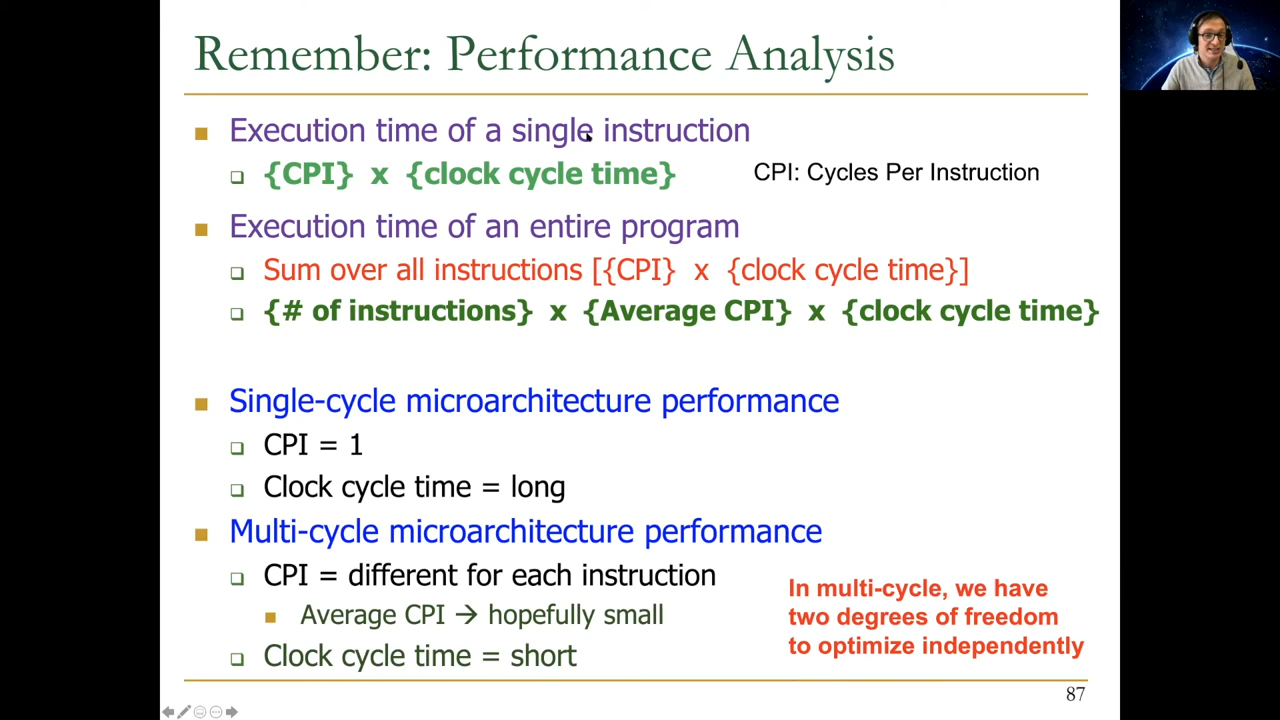 Remember: Performance Analysis
Execution time of a single instruction
{CPI} x {clock cycle time}
CPI: Cycles Per Instruction
Execution time of an entire program
Sum over all instructions [{CPI} x {clock cycle time}]
{# of instructions} x {Average CPI} x {clock cycle time}
Single-cycle microarchitecture performance
CPI = 1
Clock cycle time = long
Multi-cycle microarchitecture performance
CPI = different for each instruction
Average CPI → hopefully small
Clock cycle time = short
In multi-cycle, we have
two degrees of freedom
to optimize independently
87